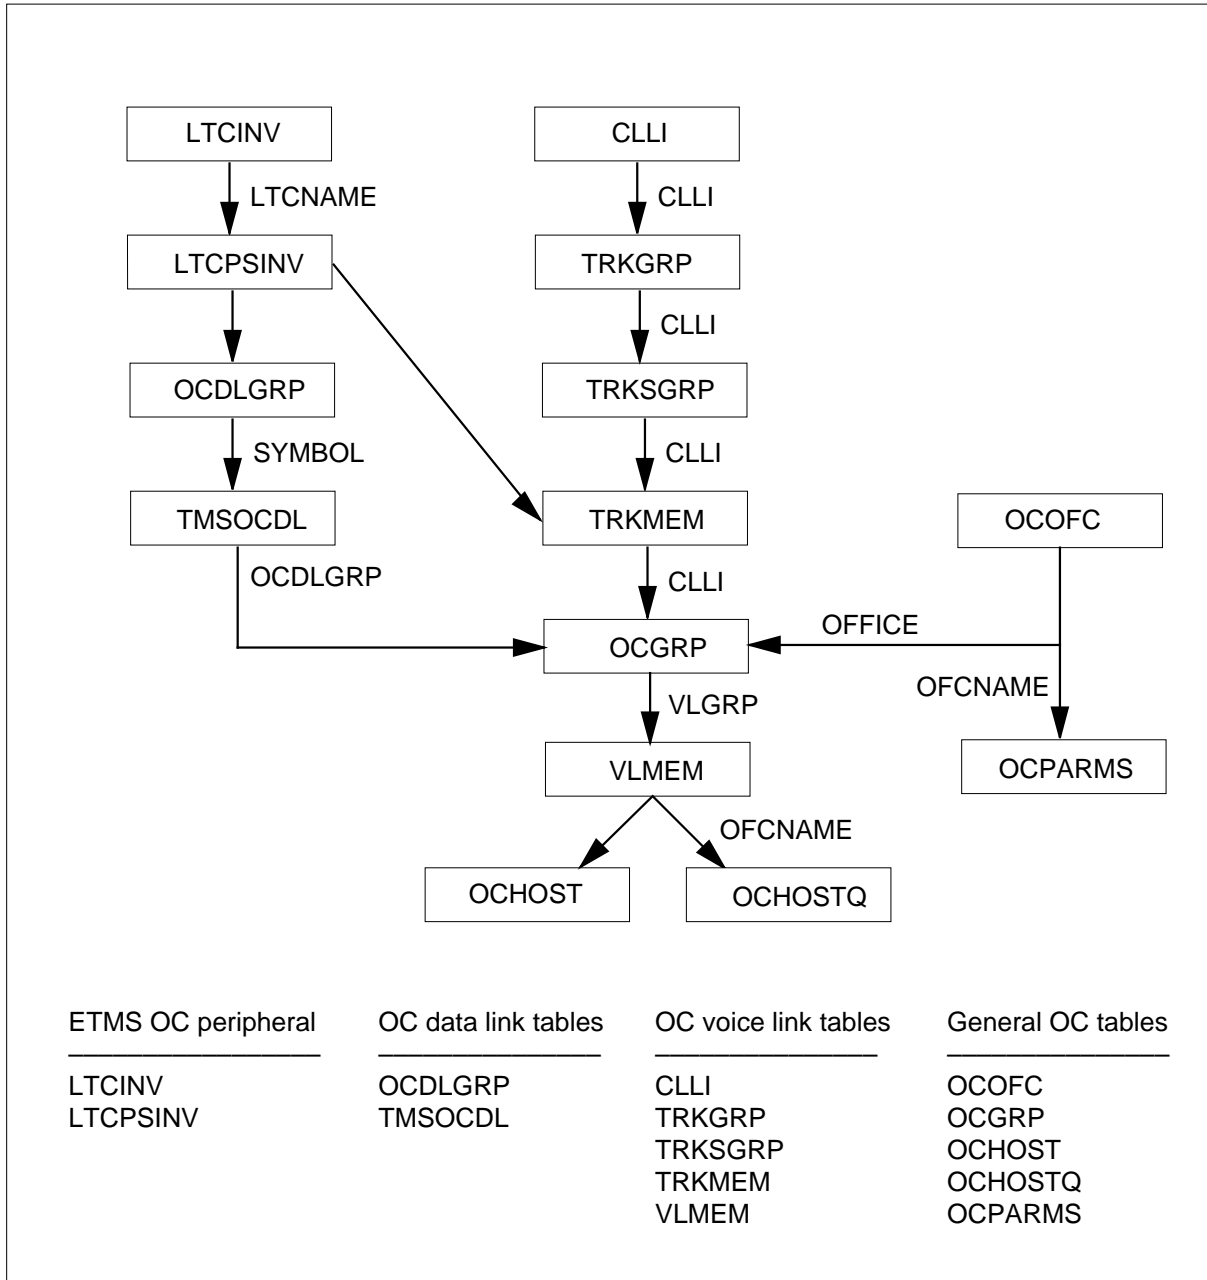 LTCINV
CLLI
LTCNAME
CLLI
LTCPSINV
TRKGRP
CLLI
OCDLGRP
TRKSGRP
SYMBOL
CLLI
TMSOCDL
TRKMEM
OCOFC
OCDLGRP
CLLI
OFFICE
OCGRP
OFCNAME
VLGRP
VLMEM
OCPARMS
OFCNAME
OCHOST
OCHOSTQ
ETMS OC peripheral
LTCINV
LTCPSINV
OC data link tables
OCDLGRP
TMSOCDL
OC voice link tables
CLLI
TRKGRP
TRKSGRP
TRKMEM
VLMEM
General OC tables
OCOFC
OCGRP
OCHOST
OCHOSTQ
OCPARMS